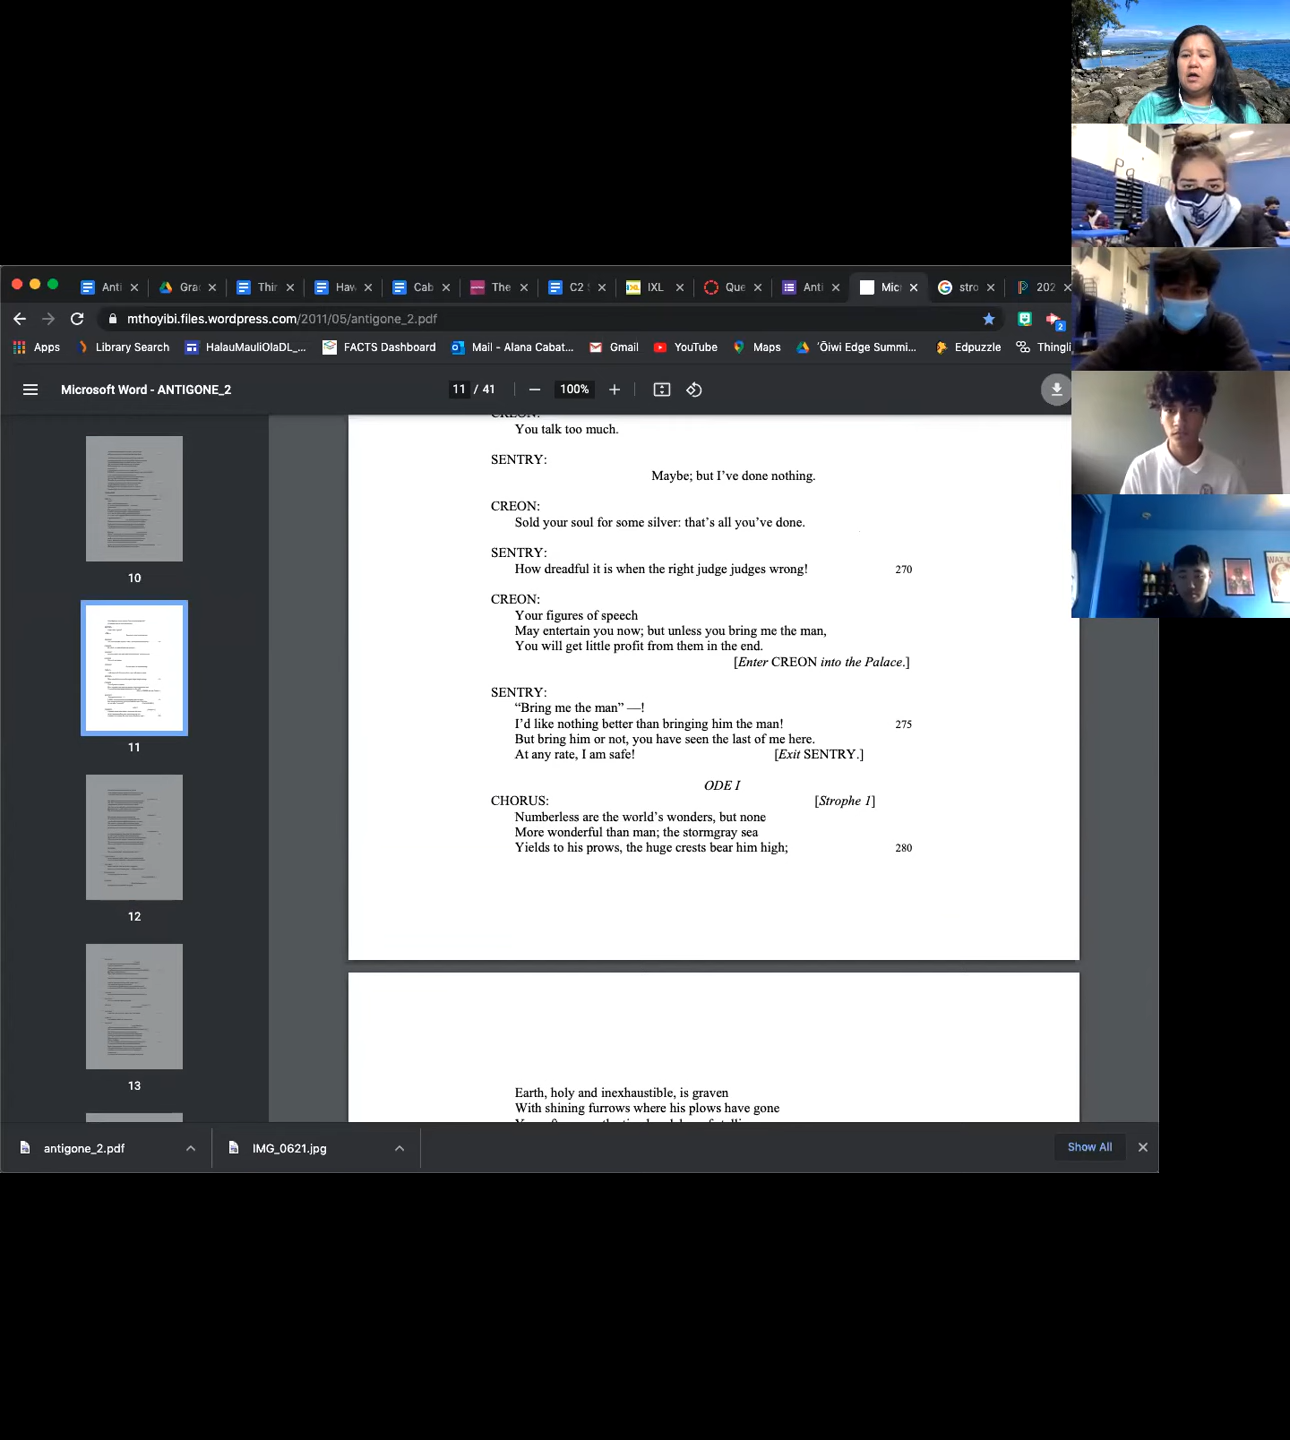 Anti
Grad
Thir
Haw
Cab
The
C2 S
IXL
Que
Anti
Micr
stro
202
mthoyibi.files.wordpress.com/2011/05/antigone_2.pdf
2
Apps
Library Search
HalauMauliOlaDL_...
FACTS Dashboard
Mail - Alana Cabat...
Gmail
YouTube
Maps
ʻŌiwi Edge Summi...
Edpuzzle
Thingli
Microsoft Word - ANTIGONE_2
11 / 41
100%
10
11
12
13
CREON:
You talk too much.
SENTRY:
Maybe; but I’ve done nothing.
CREON:
Sold your soul for some silver: that’s all you’ve done.
SENTRY:
How dreadful it is when the right judge judges wrong! 270
CREON:
Your figures of speech
May entertain you now; but unless you bring me the man,
You will get little profit from them in the end.
[Enter CREON into the Palace.]
SENTRY:
“Bring me the man” —!
I’d like nothing better than bringing him the man! 275
But bring him or not, you have seen the last of me here.
At any rate, I am safe! [Exit SENTRY.]
ODE I
CHORUS: [Strophe 1]
Numberless are the world’s wonders, but none
More wonderful than man; the stormgray sea
Yields to his prows, the huge crests bear him high; 280
Earth, holy and inexhaustible, is graven
With shining furrows where his plows have gone
antigone_2.pdf
IMG_0621.jpg
Show All